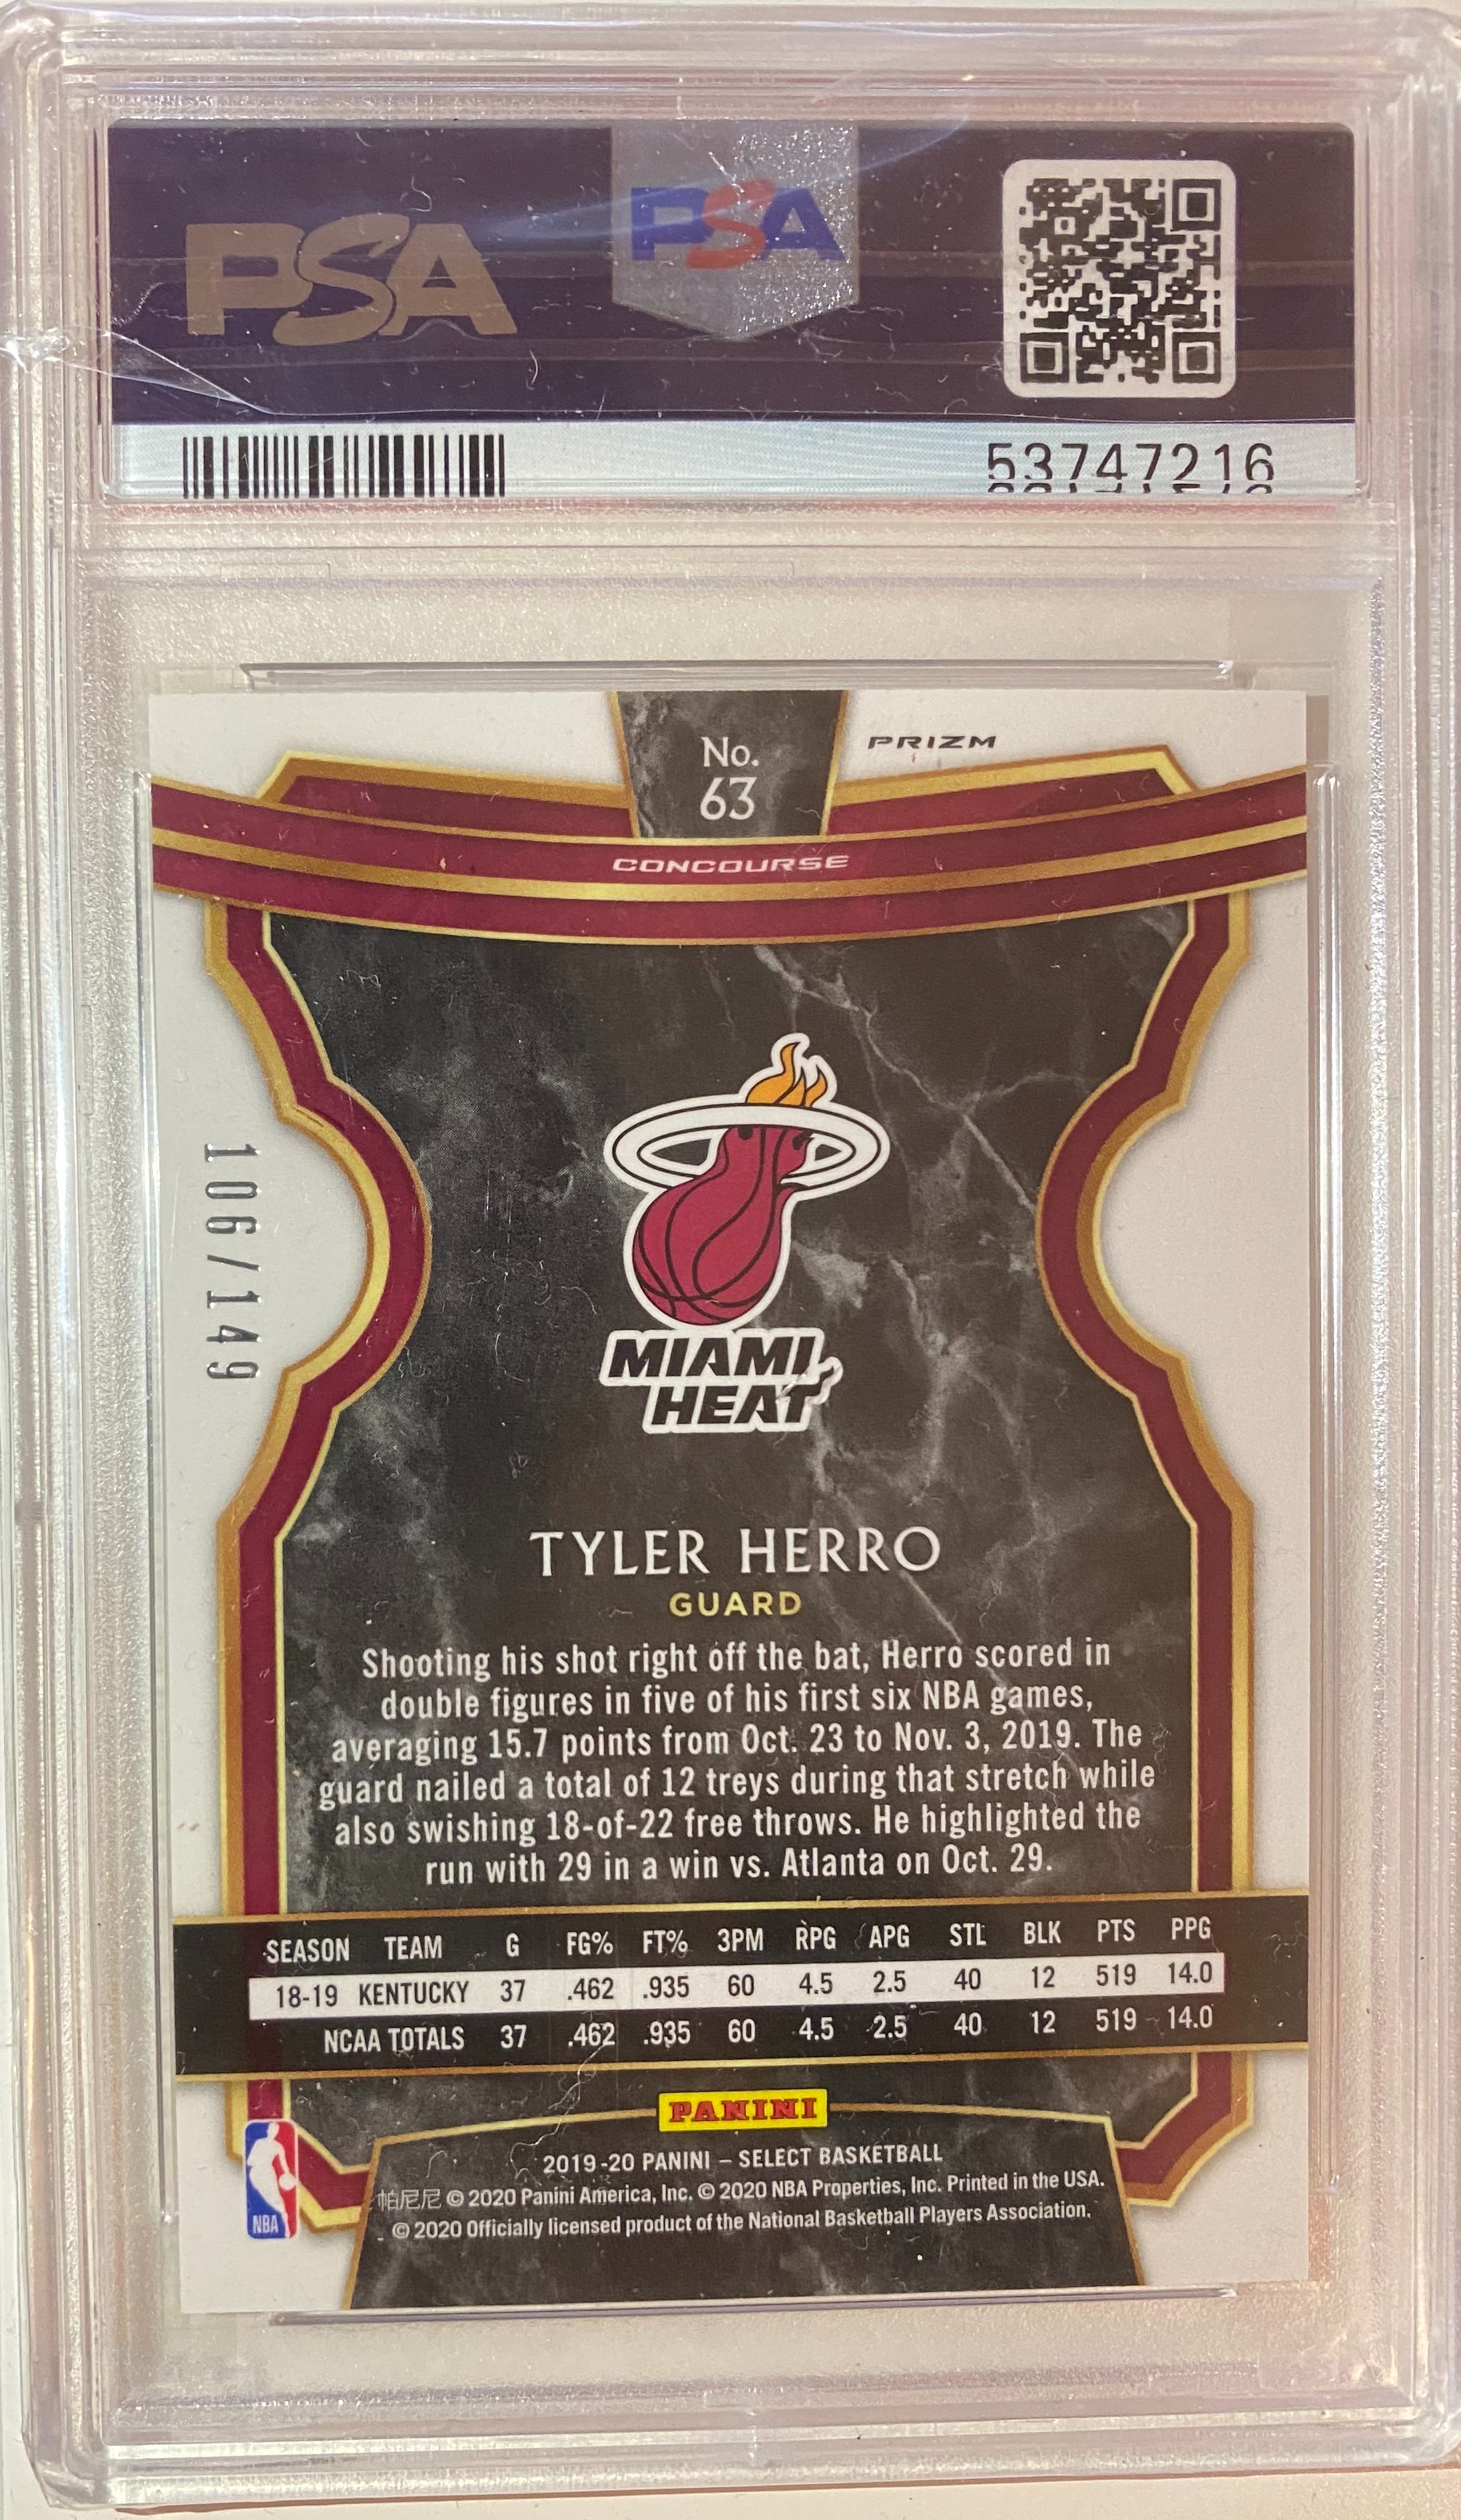 PSA
PSA
53747216
No.
63
PRIZM
CONCOURSE
106/149
MIAMI
HEAT
TYLER HERRO
GUARD
Shooting his shot right off the bat, Herro scored in
double figures in five of his first six NBA games,
averaging 15.7 points from Oct. 23 to Nov. 3, 2019. The
guard nailed a total of 12 treys during that stretch while
also swishing 18-of-22 free throws. He highlighted the
run with 29 in a win vs. Atlanta on Oct. 29.
SEASON TEAM G FG% FT% 3PM RPG APG STL BLK PTS PPG
18-19 KENTUCKY 37 .462 .935 60 4.5 2.5 40 12 519 14.0
NCAA TOTALS 37 .462 .935 60 4.5 2.5 40 12 519 14.0
PANINI
2019-20 PANINI – SELECT BASKETBALL
帕尼尼 © 2020 Panini America, Inc. © 2020 NBA Properties, Inc. Printed in the USA.
© 2020 Officially licensed product of the National Basketball Players Association.
NBA